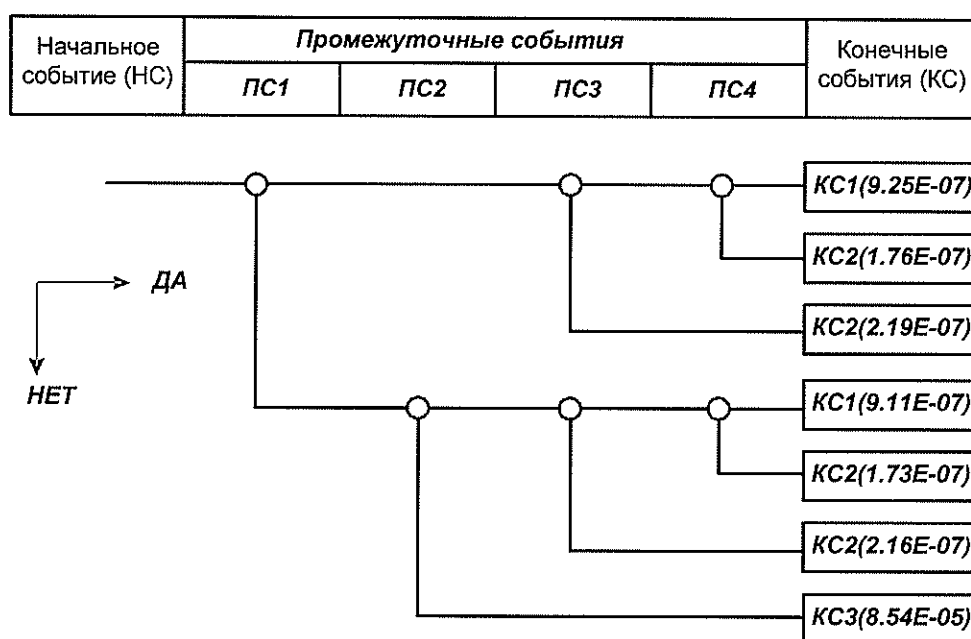 Начальное
событие (НС)
Промежуточные события
ПС1 ПС2 ПС3 ПС4
Конечные
события (КС)
КС1(9.25E-07)
КС2(1.76E-07)
ДА
КС2(2.19E-07)
НЕТ
КС1(9.11E-07)
КС2(1.73E-07)
КС2(2.16E-07)
КС3(8.54E-05)